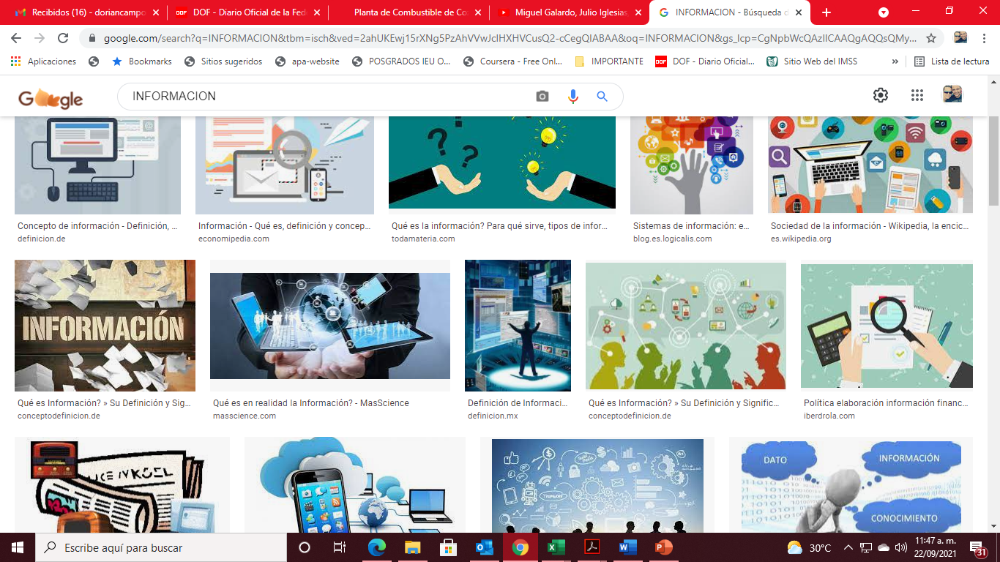 Recibidos (16) - doriancampo
DOF - Diario Oficial de la Fed
Planta de Combustible de Co
Miguel Galardo, Julio Iglesias,
INFORMACION - Búsqueda d
google.com/search?q=INFORMACION&tbm=isch&ved=2ahUKEwj15rXNg5PzAhVVwJcIHXHVCusQ2-cCegQIABAA&oq=INFORMACION&gs_lcp=CgNpbWcQAzIICAAQgAQQsQMy...
Aplicaciones
Bookmarks
Sitios sugeridos
apa-website
POSGRADOS IEU O...
Coursera - Free Onl...
IMPORTANTE
DOF - Diario Oficial...
Sitio Web del IMSS
»
Lista de lectura
Google
INFORMACION
Concepto de información - Definición, ...
definicion.de
Información - Qué es, definición y concep...
economipedia.com
Qué es la información? Para qué sirve, tipos de infor...
todamateria.com
Sistemas de información: e...
blog.es.logicalis.com
Sociedad de la información - Wikipedia, la encic...
es.wikipedia.org
INFORMACIÓN
Qué es Información? » Su Definición y Sig...
conceptodefinicion.de
Qué es en realidad la Información? - MasScience
masscience.com
Definición de Informaci...
definicion.mx
Qué es Información? » Su Definición y Signific...
conceptodefinicion.de
Política elaboración información financ...
iberdrola.com
TEAMWORK
DATO
INFORMACIÓN
CONOCIMIENTO
Escribe aquí para buscar
30°C
11:47 a. m.
22/09/2021
31